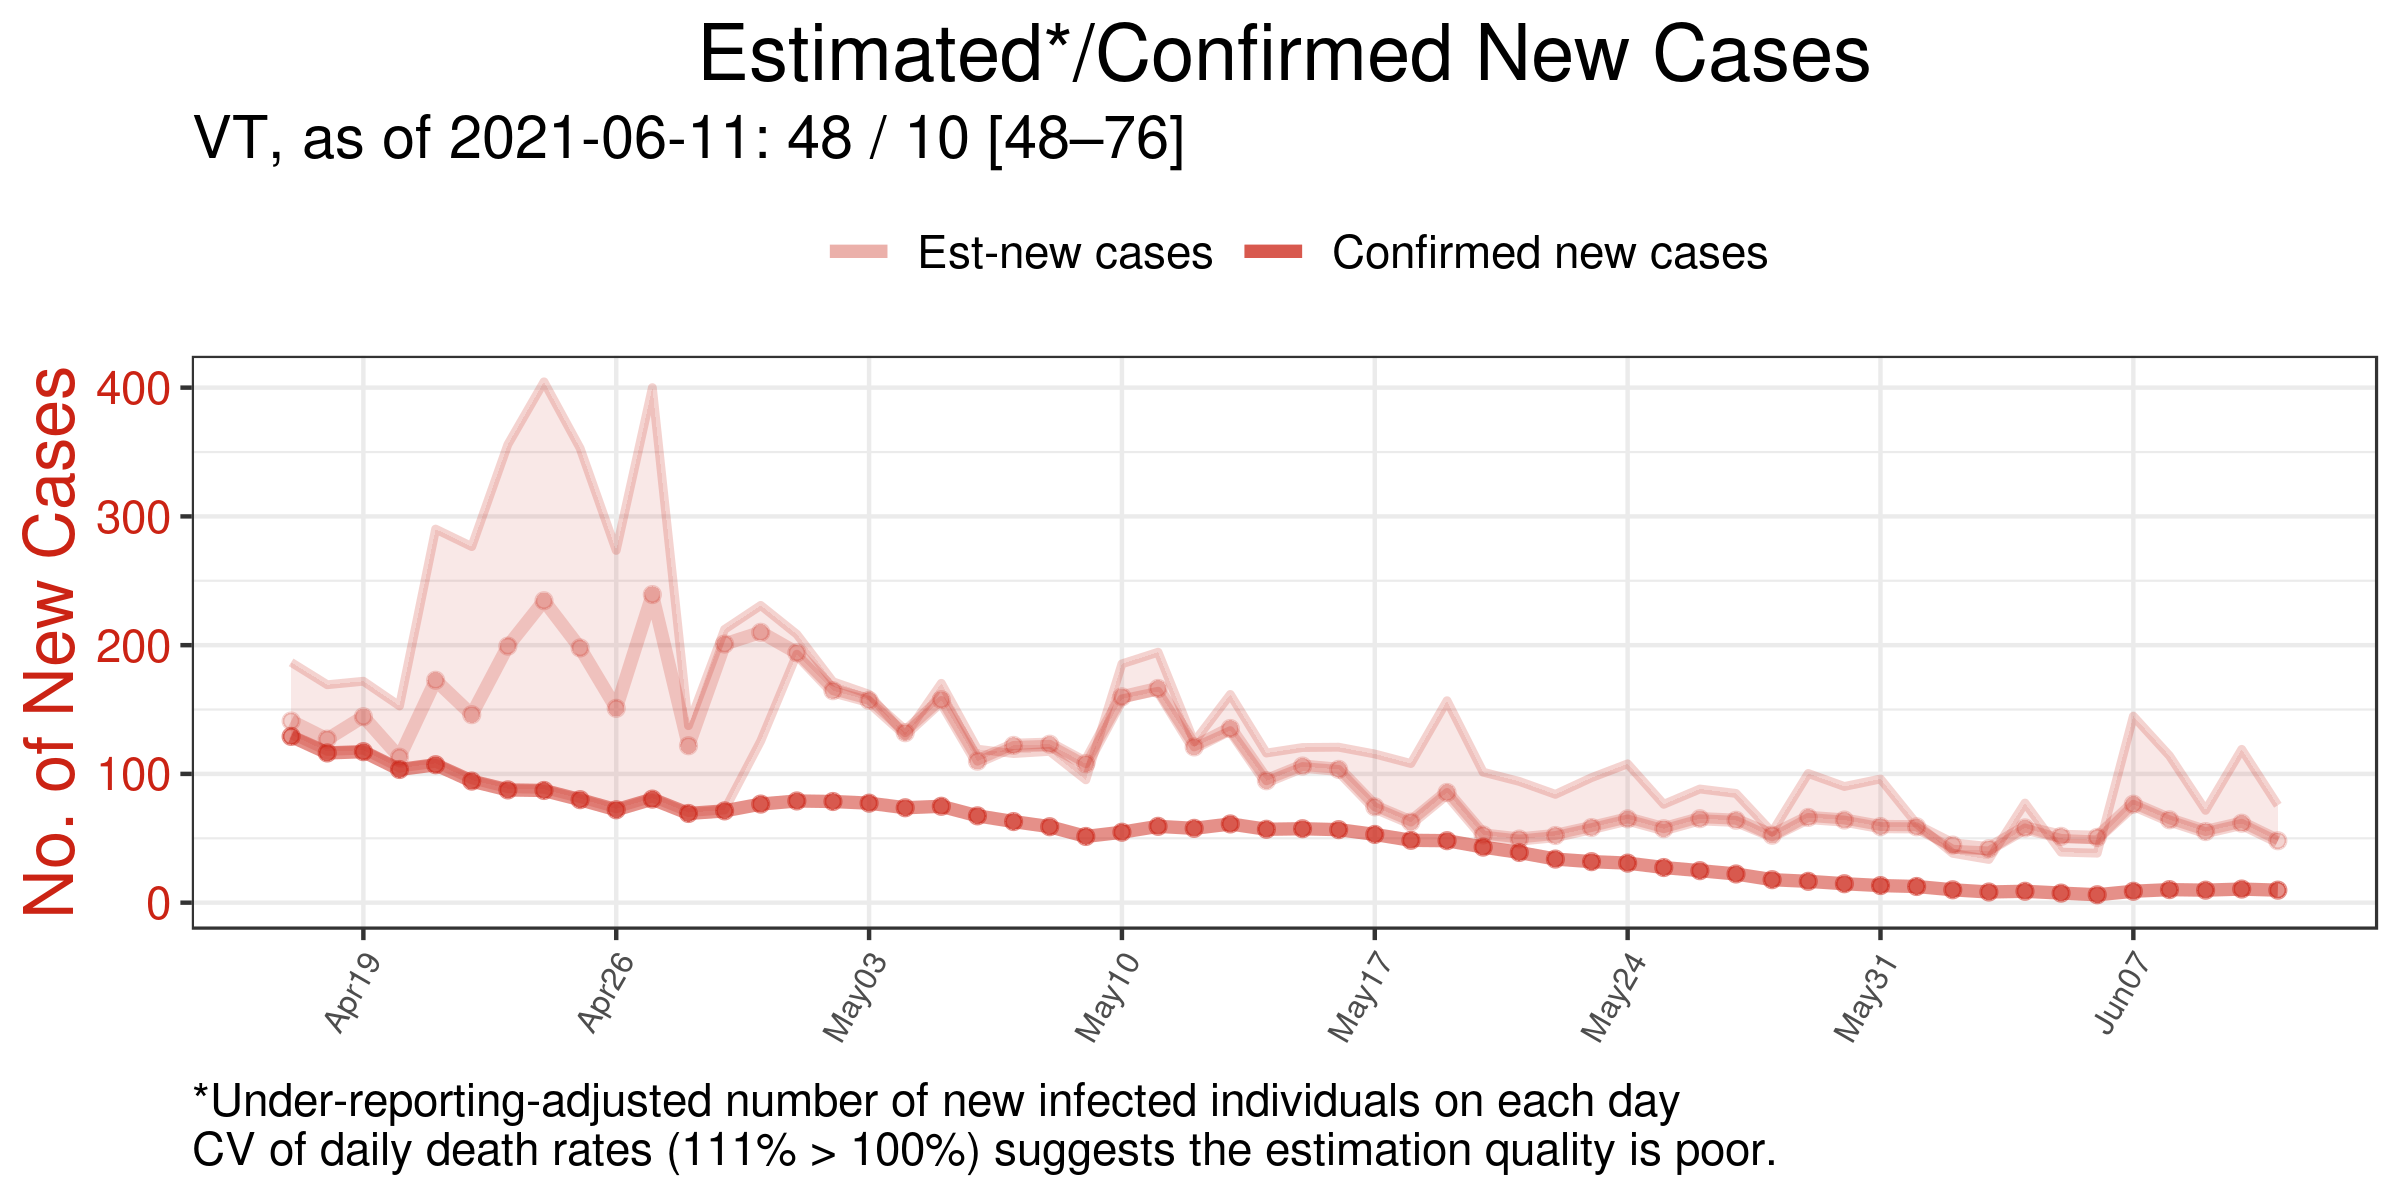 Estimated*/Confirmed New Cases
VT, as of 2021-06-11: 48 / 10 [48–76]
Est-new cases
Confirmed new cases
No. of New Cases
400
300
200
100
0
Apr19
Apr26
May03
May10
May17
May24
May31
Jun07
*Under-reporting-adjusted number of new infected individuals on each day
CV of daily death rates (111% > 100%) suggests the estimation quality is poor.